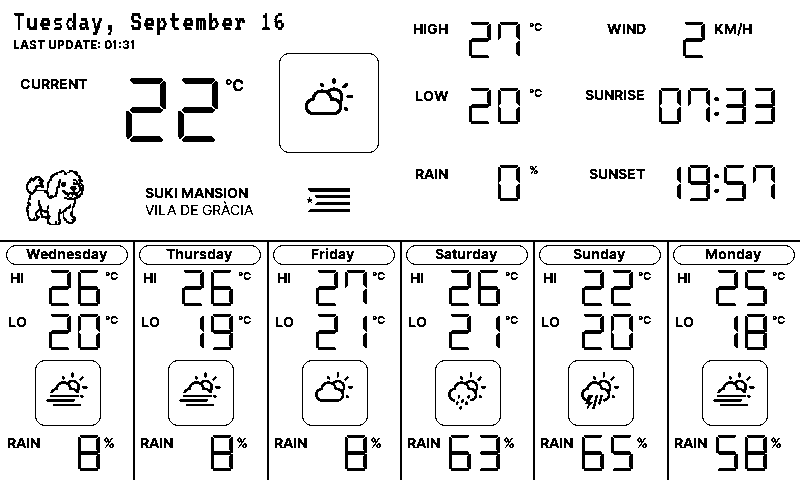 Tuesday, September 16
LAST UPDATE: 01:31
CURRENT 22 °C
SUKI MANSION
VILA DE GRÀCIA
HIGH 27 °C
LOW 20 °C
RAIN 0 %
WIND 2 KM/H
SUNRISE 07:33
SUNSET 19:57
Wednesday
HI 26 °C
LO 20 °C
RAIN 8 %
Thursday
HI 26 °C
LO 19 °C
RAIN 8 %
Friday
HI 27 °C
LO 21 °C
RAIN 8 %
Saturday
HI 26 °C
LO 21 °C
RAIN 63 %
Sunday
HI 22 °C
LO 20 °C
RAIN 65 %
Monday
HI 25 °C
LO 18 °C
RAIN 58 %